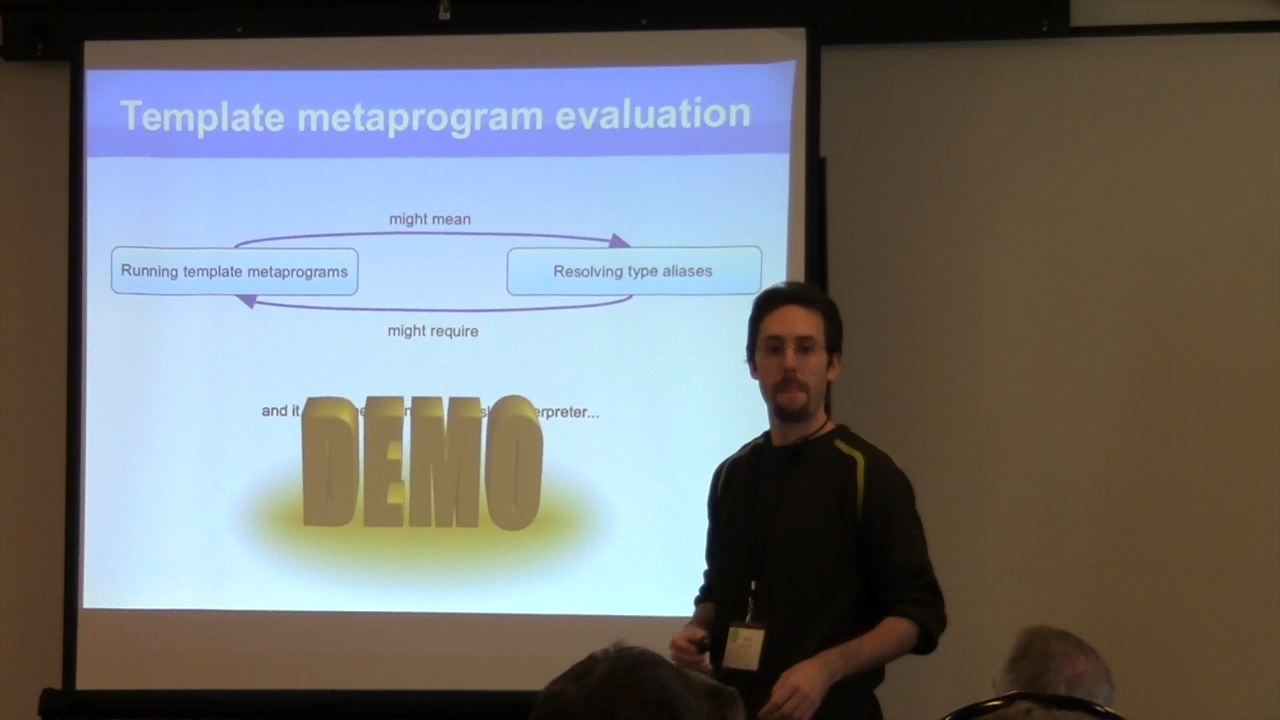 Template metaprogram evaluation
might mean
Running template metaprograms
Resolving type aliases
might require
and it
erpreter...
DEMO